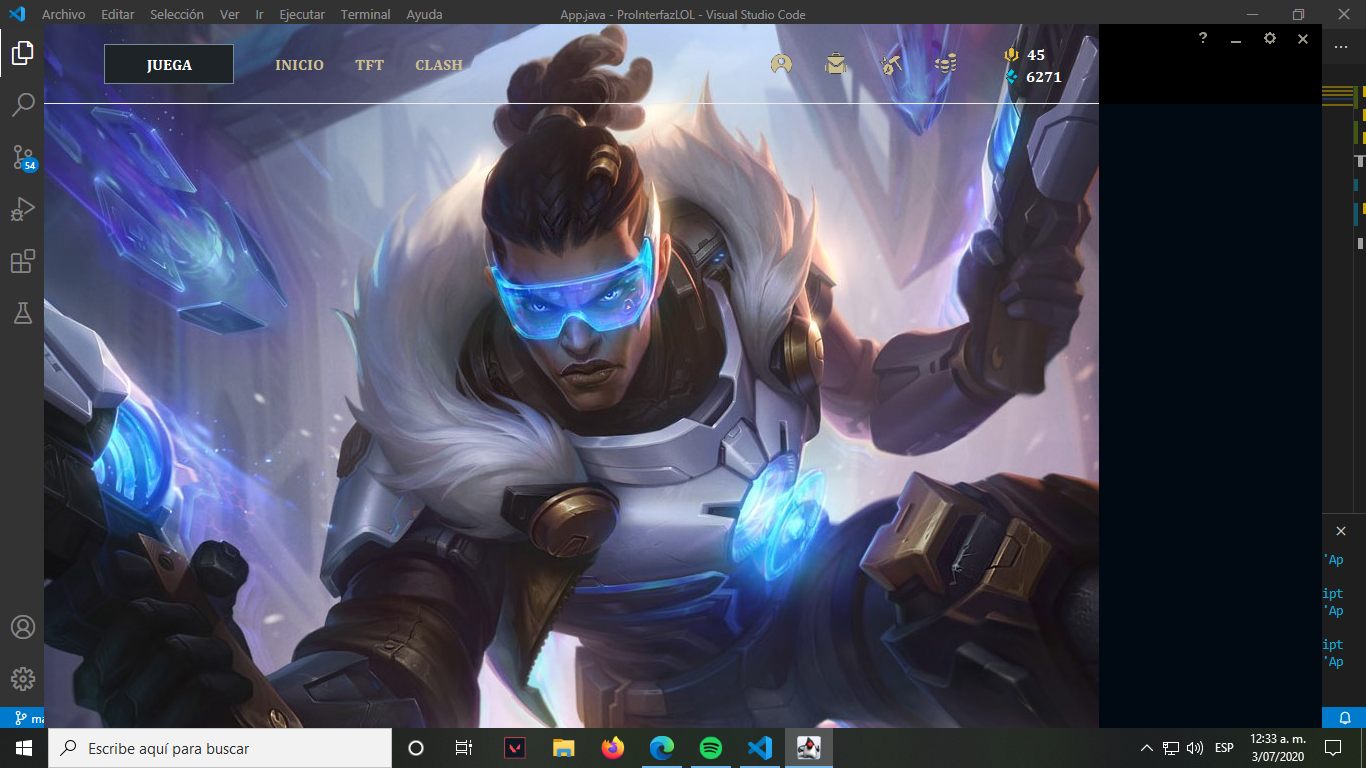 Archivo Editar Selección Ver Ir Ejecutar Terminal Ayuda App.java - ProInterfazLOL - Visual Studio Code
JUEGA INICIO TFT CLASH 45 ?
6271
54
'Ap
ipt
'Ap
ipt
'Ap
ma
Escribe aquí para buscar ESP 12:33 a. m.
3/07/2020